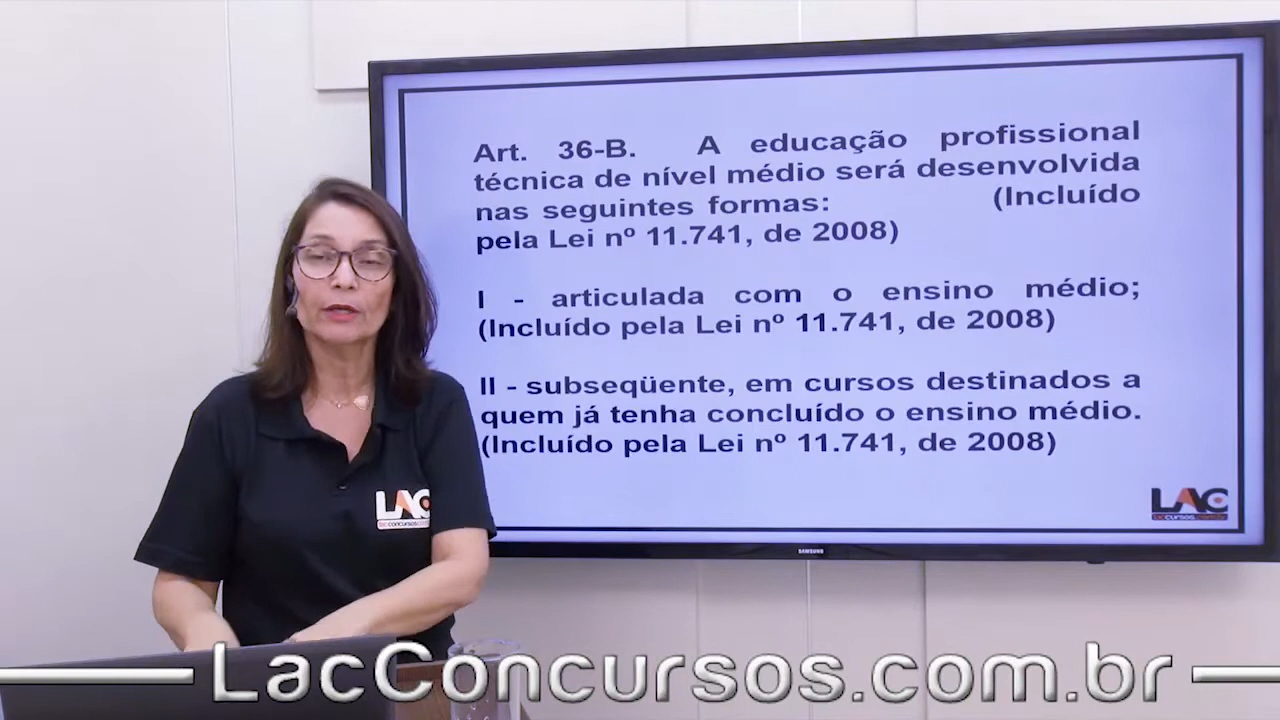 Art. 36-B. A educação profissional
técnica de nível médio será desenvolvida
nas seguintes formas: (Incluído
pela Lei nº 11.741, de 2008)
I - articulada com o ensino médio;
(Incluído pela Lei nº 11.741, de 2008)
II - subseqüente, em cursos destinados a
quem já tenha concluído o ensino médio.
(Incluído pela Lei nº 11.741, de 2008)
LAC
lacconcursos.com.br
SAMSUNG
LAC
LacConcursos.com.br